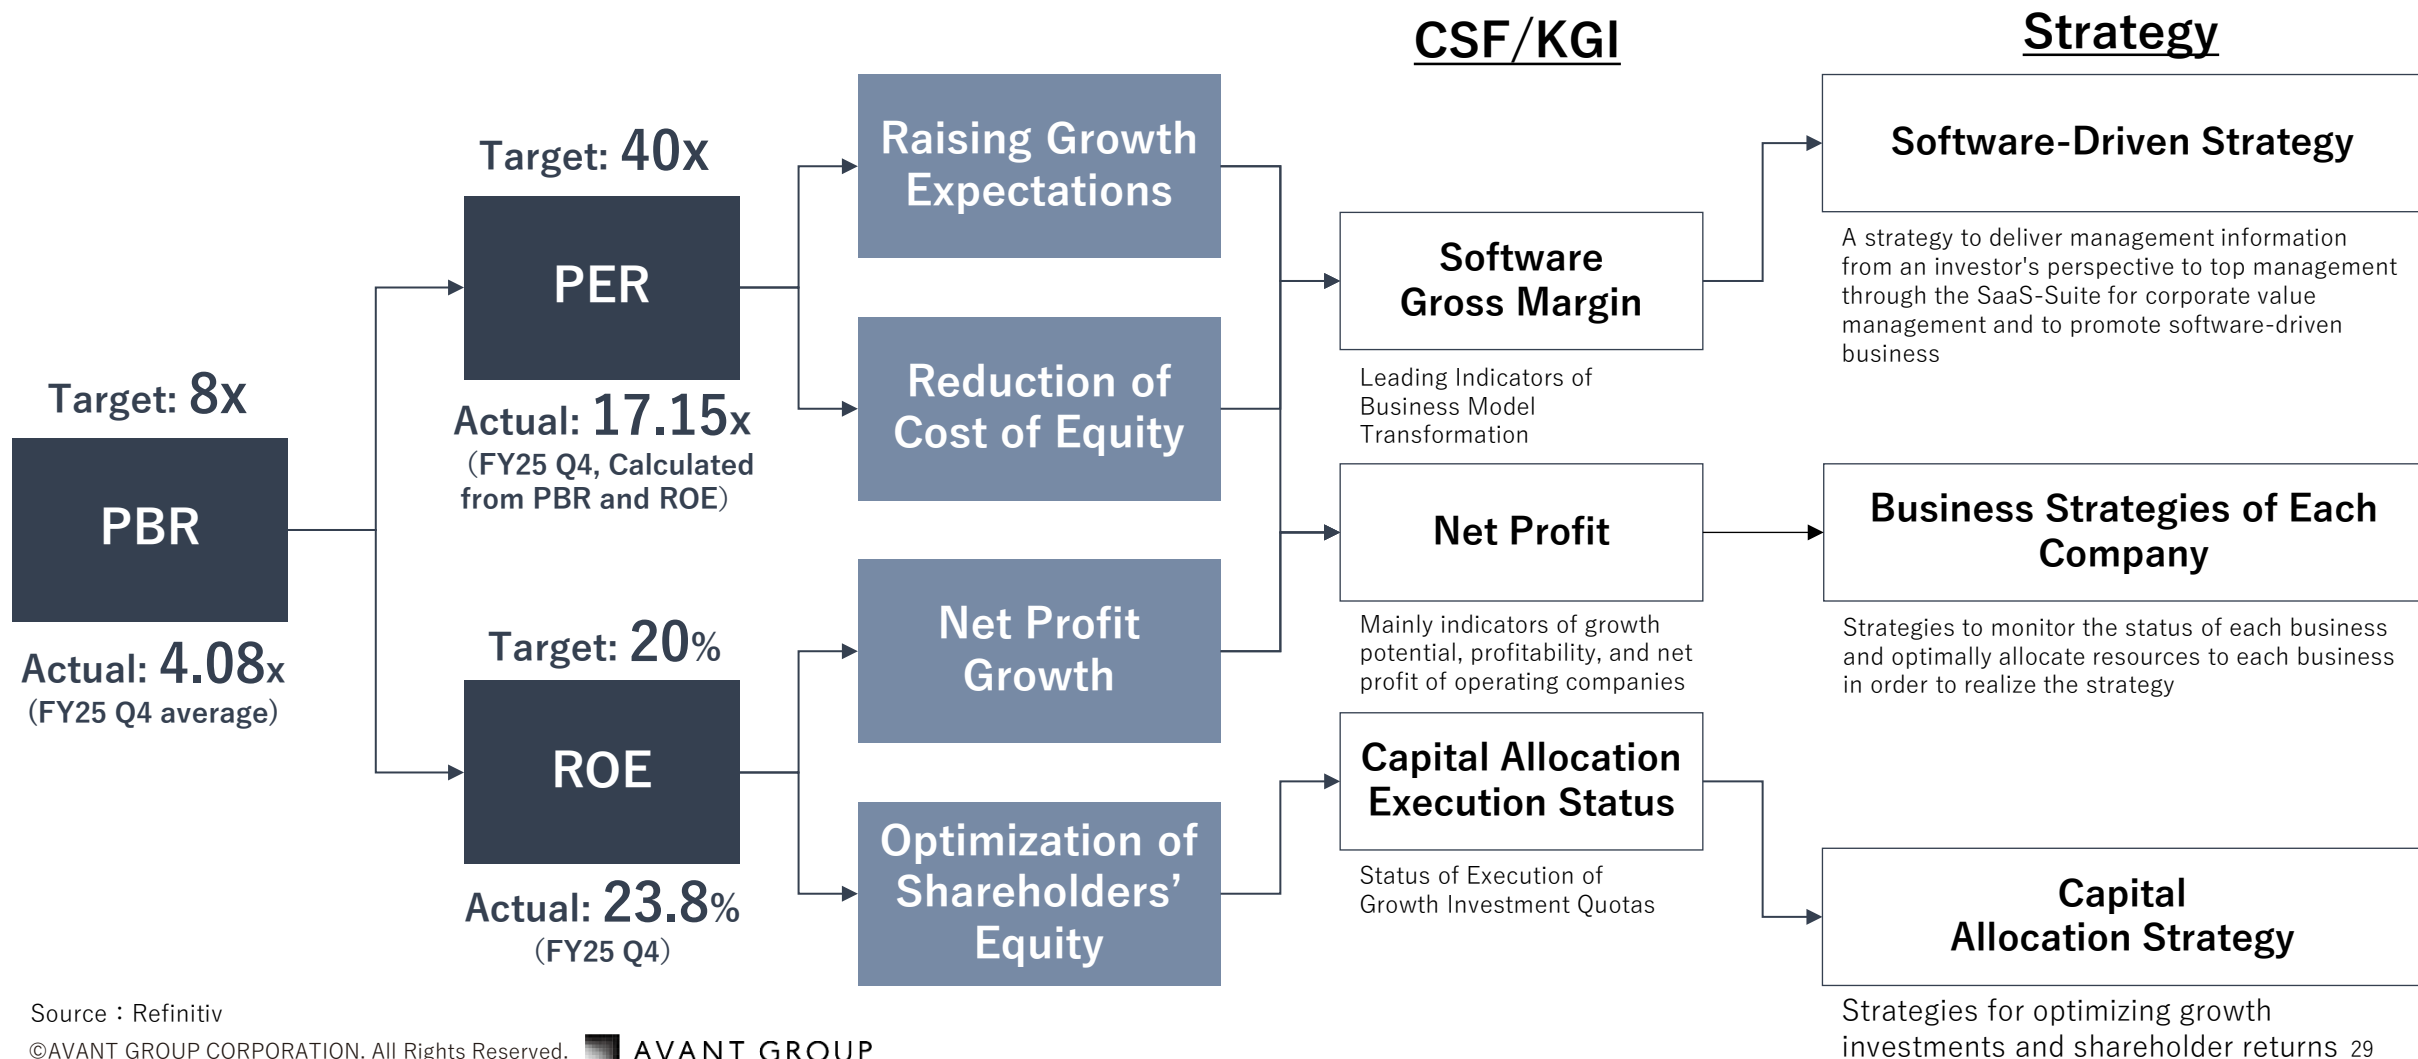 CSF/KGI
Strategy
Target: 8x
PBR
Actual: 4.08x
(FY25 Q4 average)
Target: 40x
PER
Actual: 17.15x
(FY25 Q4, Calculated
from PBR and ROE)
Target: 20%
ROE
Actual: 23.8%
(FY25 Q4)
Raising Growth
Expectations
Reduction of
Cost of Equity
Net Profit
Growth
Optimization of
Shareholders’
Equity
Software
Gross Margin
Leading Indicators of
Business Model
Transformation
Net Profit
Mainly indicators of growth
potential, profitability, and net
profit of operating companies
Capital Allocation
Execution Status
Status of Execution of
Growth Investment Quotas
Software-Driven Strategy
A strategy to deliver management information
from an investor's perspective to top management
through the SaaS-Suite for corporate value
management and to promote software-driven
business
Business Strategies of Each
Company
Strategies to monitor the status of each business
and optimally allocate resources to each business
in order to realize the strategy
Capital
Allocation Strategy
Strategies for optimizing growth
investments and shareholder returns
Source：Refinitiv
©AVANT GROUP CORPORATION. All Rights Reserved.
AVANT GROUP
29